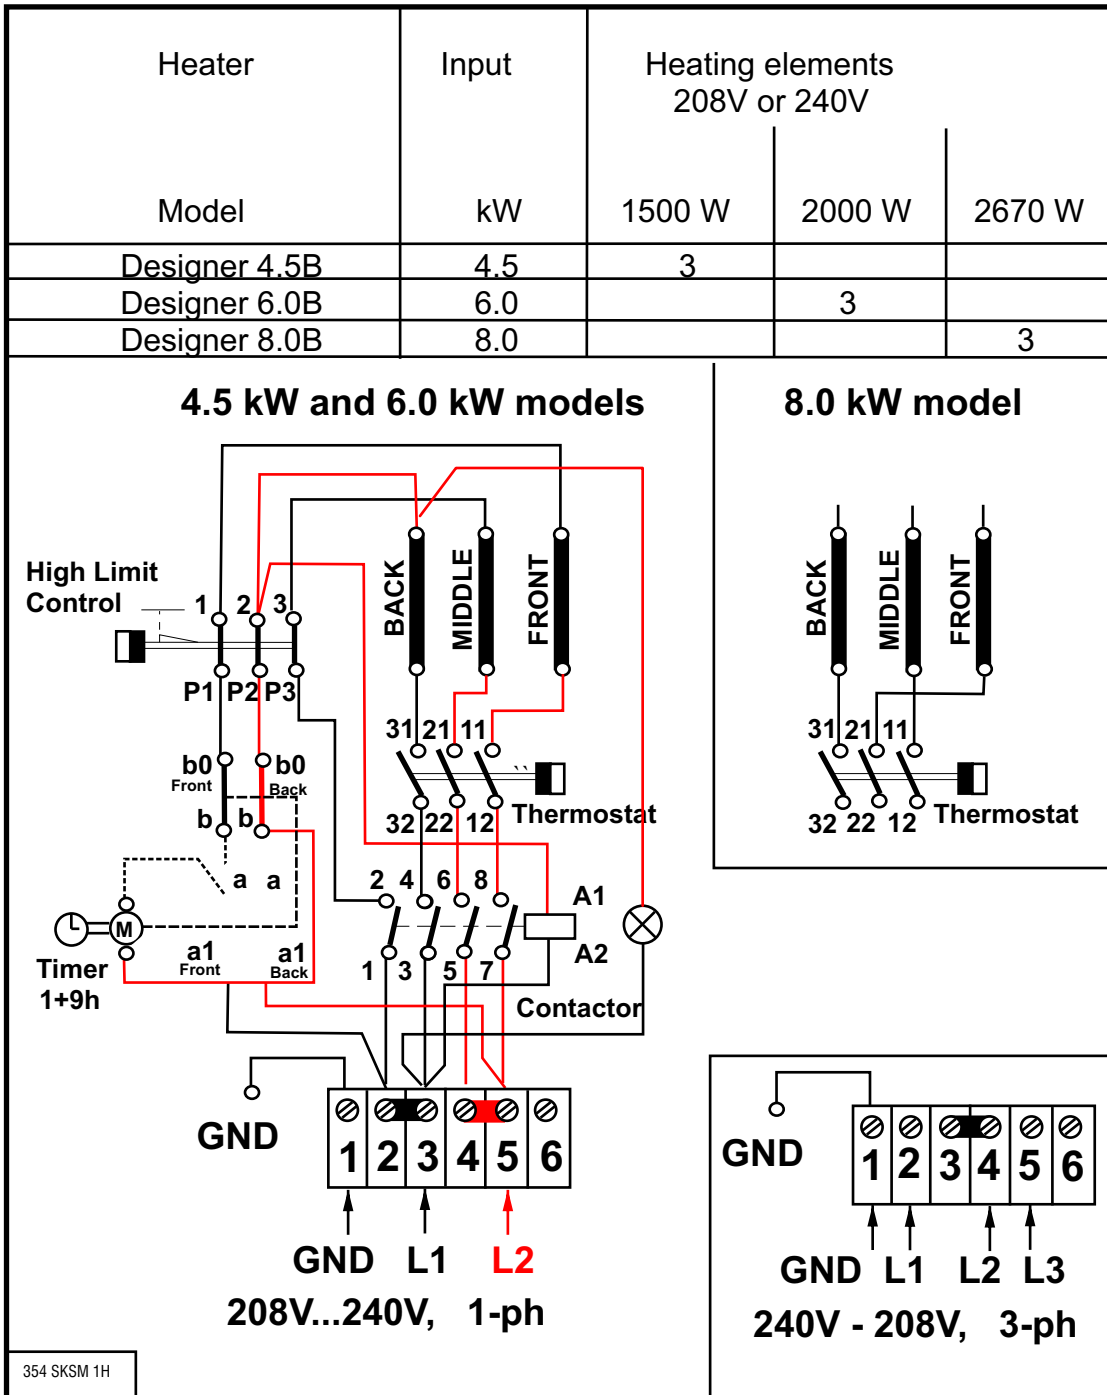 Heater Input Heating elements
208V or 240V
Model kW 1500 W 2000 W 2670 W
Designer 4.5B 4.5 3
Designer 6.0B 6.0 3
Designer 8.0B 8.0 3
4.5 kW and 6.0 kW models
High Limit
Control
1 2 3
P1 P2 P3
BACK
MIDDLE
FRONT
31 21 11
Thermostat
32 22 12
b0 b0
Front Back
b b
a a
M
Timer
1+9h
a1 a1
Front Back
2 4 6 8
A1
A2
1 3 5 7
Contactor
GND
1 2 3 4 5 6
GND L1 L2
208V...240V, 1-ph
354 SKSM 1H
8.0 kW model
BACK
MIDDLE
FRONT
31 21 11
Thermostat
32 22 12
GND
1 2 3 4 5 6
GND L1 L2 L3
240V - 208V, 3-ph